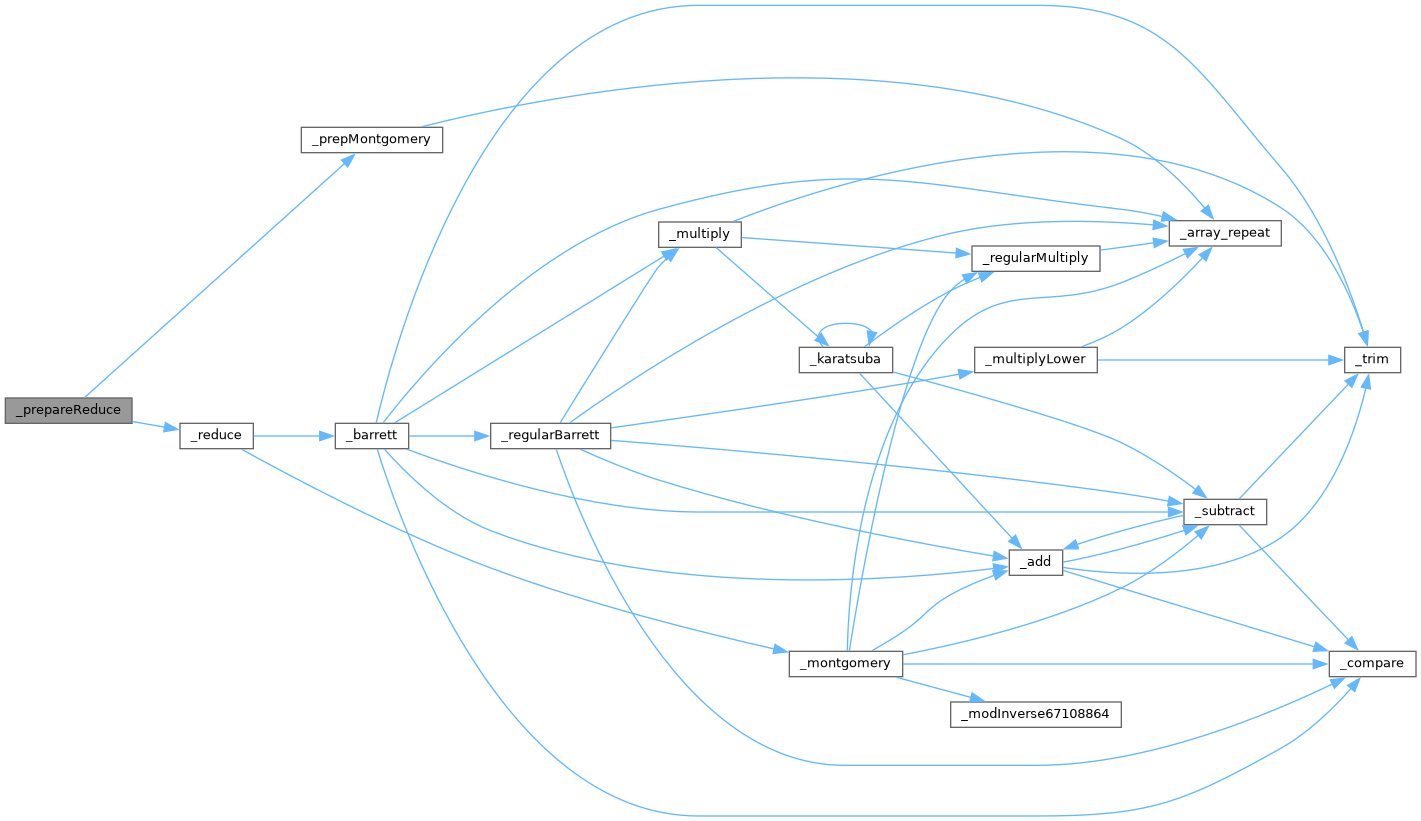 _prepMontgomery
_multiply
_array_repeat
_regularMultiply
_karatsuba
_multiplyLower
_trim
_prepareReduce
_reduce
_barrett
_regularBarrett
_subtract
_add
_montgomery
_compare
_modInverse67108864